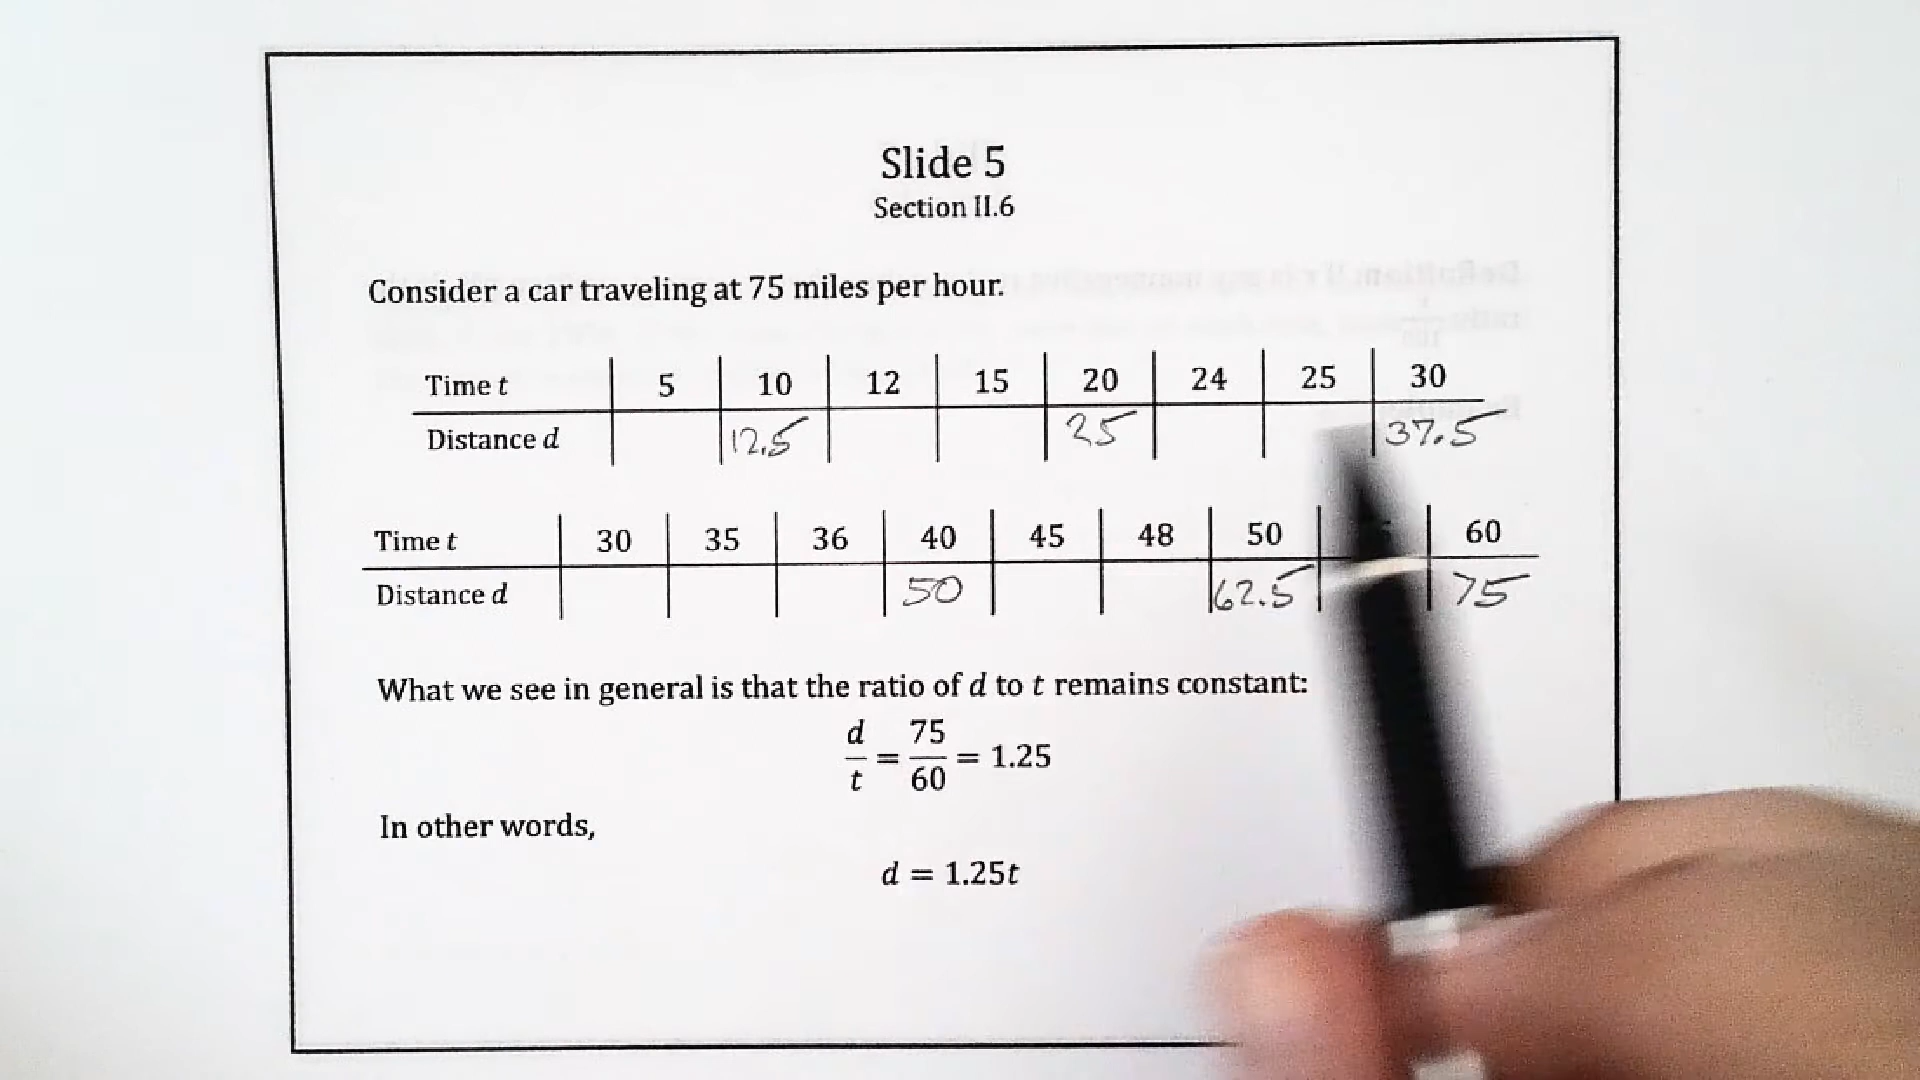 Slide 5
Section II.6
Consider a car traveling at 75 miles per hour.
Time t 5 10 12 15 20 24 25 30
Distance d 12.5 25 37.5
Time t 30 35 36 40 45 48 50 60
Distance d 50 62.5 75
What we see in general is that the ratio of d to t remains constant:
d/t = 75/60 = 1.25
In other words,
d = 1.25t